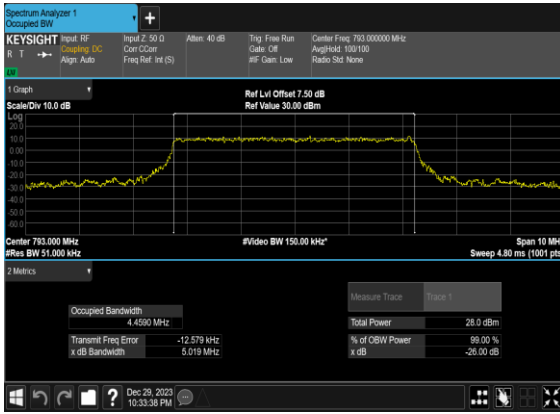 Spectrum Analyzer 1
Occupied BW
KEYSIGHT
R T
LW
Input: RF
Coupling: DC
Align: Auto
Input Z: 50 Ω
Corr CCorr
Freq Ref: Int (S)
Atten: 40 dB
Trig: Free Run
Gate: Off
#IF Gain: Low
Center Freq: 793.000000 MHz
Avg|Hold: 100/100
Radio Std: None
1 Graph
Scale/Div 10.0 dB
Ref Lvl Offset 7.50 dB
Ref Value 30.00 dBm
Log
20.0
10.0
0.00
-10.0
-20.0
-30.0
-40.0
-50.0
-60.0
Center 793.000 MHz
#Res BW 51.000 kHz
#Video BW 150.00 kHz*
Span 10 MH
Sweep 4.80 ms (1001 pts
2 Metrics
Measure Trace Trace 1
Occupied Bandwidth
4.4590 MHz
Total Power 28.0 dBm
Transmit Freq Error -12.579 kHz
% of OBW Power 99.00 %
x dB Bandwidth 5.019 MHz
x dB -26.00 dB
?
Dec 29, 2023
10:33:38 PM